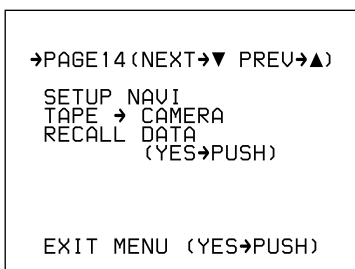 ➔PAGE14(NEXT➔▼ PREV➔▲)
SETUP NAVI
TAPE ➔ CAMERA
RECALL DATA
(YES➔PUSH)
EXIT MENU (YES➔PUSH)